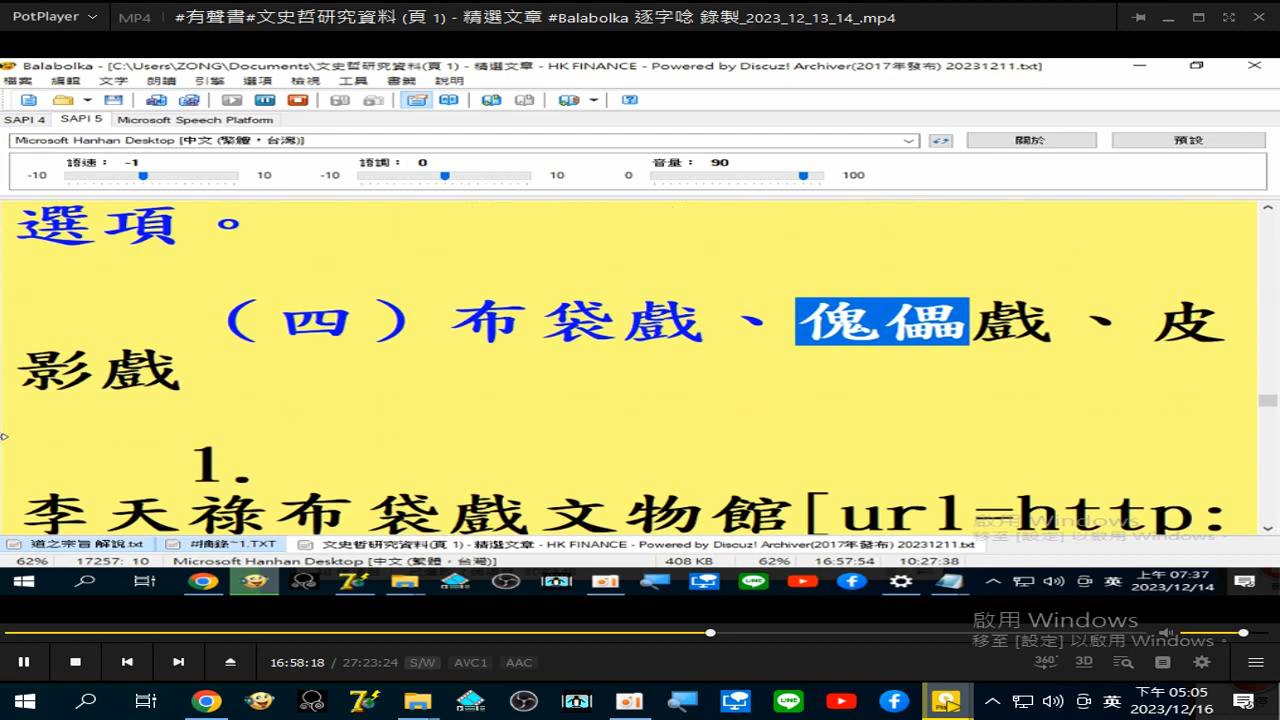 PotPlayer MP4 #有聲書#文史哲研究資料 (頁 1) - 精選文章 #Balabolka 逐字唸 錄製_2023_12_13_14_.mp4
Balabolka - [C:\Users\ZONG\Documents\文史哲研究資料(頁 1) - 精選文章 - HK FINANCE - Powered by Discuz! Archiver(2017年發布) 20231211.txt]
檔案 編輯 文字 朗讀 引擎 選項 檢視 工具 書籤 說明
SAPI 4 SAPI 5 Microsoft Speech Platform
Microsoft Hanhan Desktop [中文 (繁體，台灣)] 關於 預設
語速： -1 語調： 0 音量： 90
-10 10 -10 10 0 100
選項。
（四）布袋戲、傀儡戲、皮
影戲
1.
李天祿布袋戲文物館[url=http:
啟用 Windows
移至 [設定] 以啟用 Windows。
道之宗旨 解說.txt #摘錄~1.TXT 文史哲研究資料(頁 1) - 精選文章 - HK FINANCE - Powered by Discuz! Archiver(2017年發布) 20231211.txt
62% 17257: 10 Microsoft Hanhan Desktop [中文 (繁體，台灣)] 408 KB 62% 16:57:54 10:27:38
英 上午 07:37
2023/12/14
啟用 Windows
移至 [設定] 以啟用 Windows。
16:58:18 / 27:23:24 S/W AVC1 AAC 360° 3D
英 下午 05:05
2023/12/16